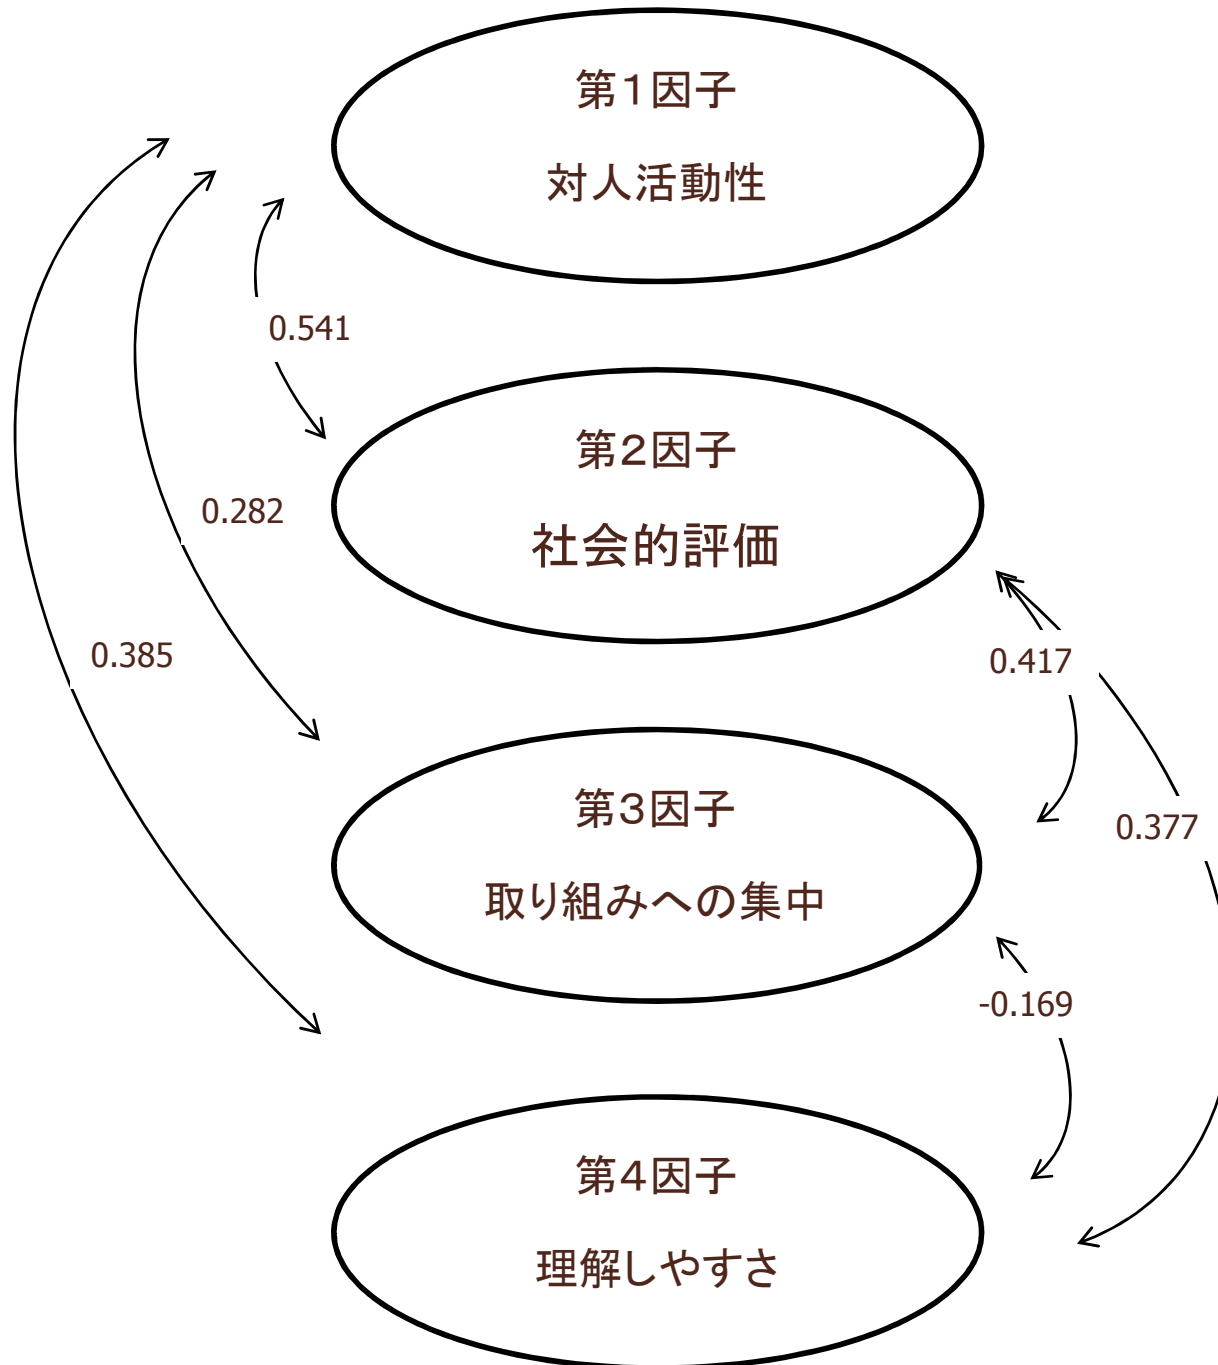 第1因子
対人活動性
0.541
第2因子
0.282
社会的評価
0.385
0.417
第3因子
0.377
取り組みへの集中
-0.169
第4因子
理解しやすさ